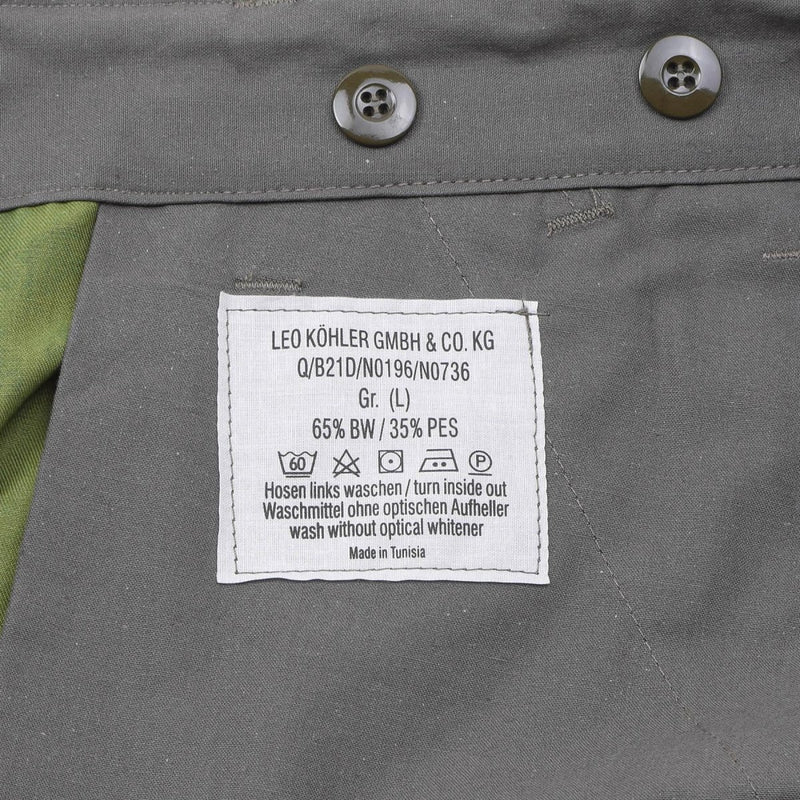 LEO KÖHLER GMBH & CO. KG
Q/B21D/N0196/N0736
Gr. (L)
65% BW / 35% PES
60 P
Hosen links waschen / turn inside out
Waschmittel ohne optischen Aufheller
wash without optical whitener
Made in Tunisia